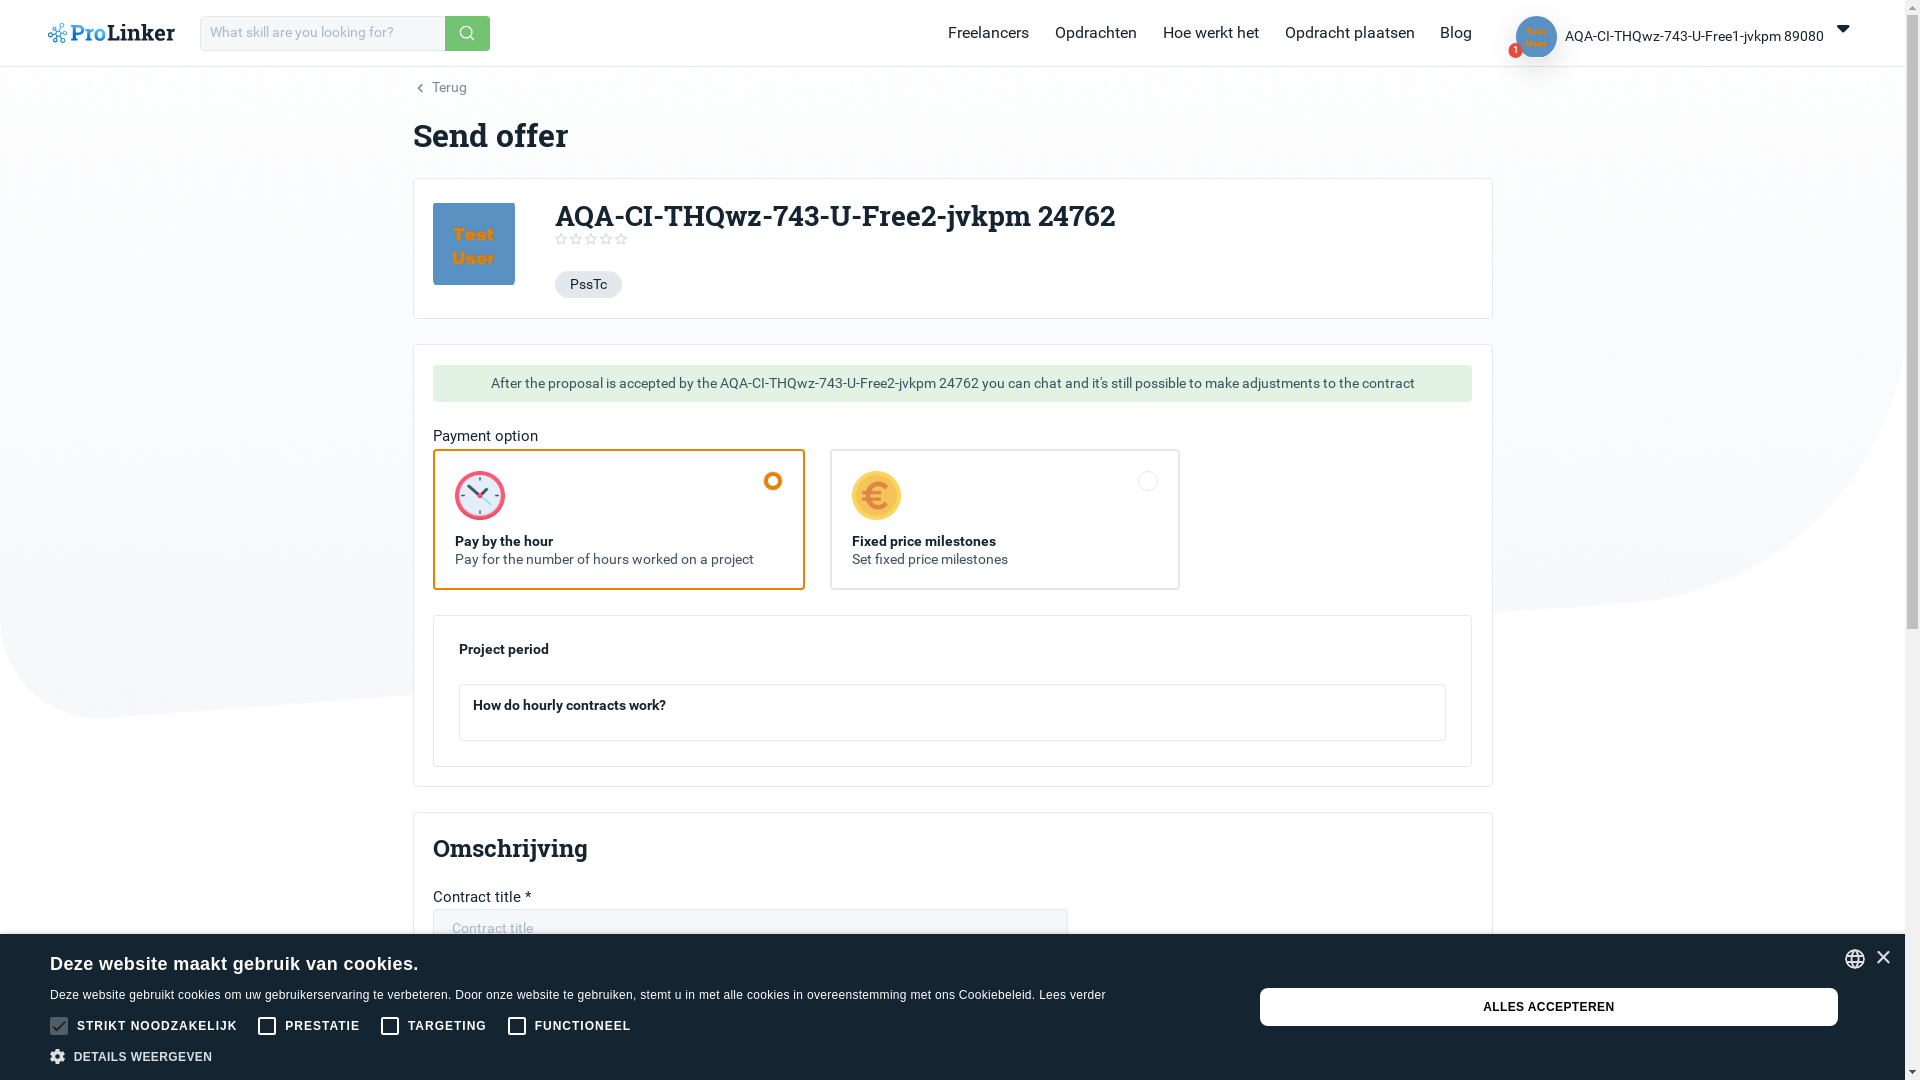 ProLinker
What skill are you looking for?
Freelancers
Opdrachten
Hoe werkt het
Opdracht plaatsen
Blog
Test
User
1
AQA-CI-THQwz-743-U-Free1-jvkpm 89080
Terug
Send offer
Test
User
AQA-CI-THQwz-743-U-Free2-jvkpm 24762
PssTc
After the proposal is accepted by the AQA-CI-THQwz-743-U-Free2-jvkpm 24762 you can chat and it's still possible to make adjustments to the contract
Payment option
Pay by the hour
Pay for the number of hours worked on a project
€
Fixed price milestones
Set fixed price milestones
Project period
How do hourly contracts work?
Omschrijving
Contract title *
Contract title
Deze website maakt gebruik van cookies.
Deze website gebruikt cookies om uw gebruikerservaring te verbeteren. Door onze website te gebruiken, stemt u in met alle cookies in overeenstemming met ons Cookiebeleid. Lees verder
STRIKT NOODZAKELIJK
PRESTATIE
TARGETING
FUNCTIONEEL
DETAILS WEERGEVEN
ALLES ACCEPTEREN